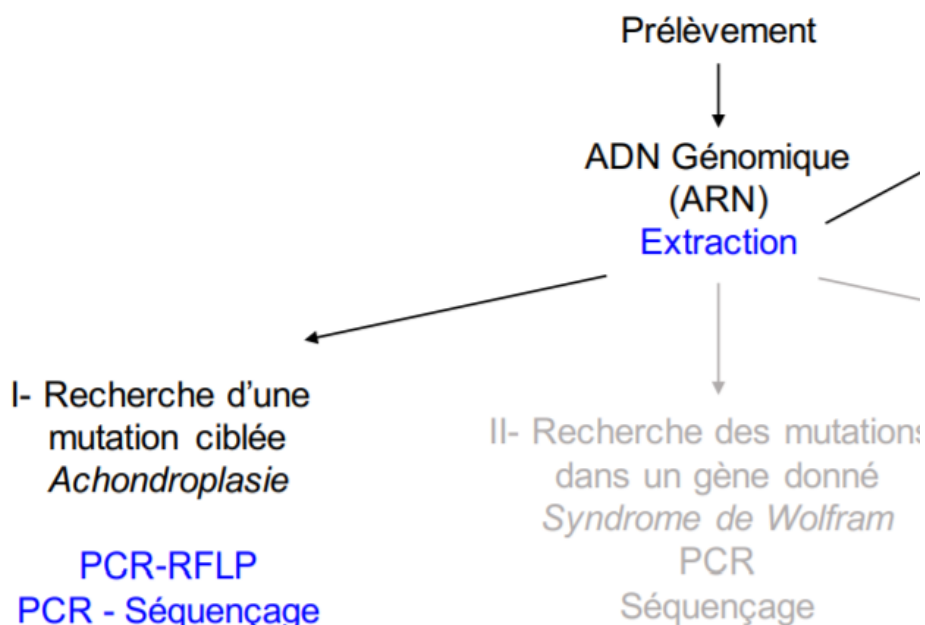 Prélèvement
ADN Génomique
(ARN)
Extraction
I- Recherche d'une
mutation ciblée
Achondroplasie
PCR-RFLP
PCR - Séquençage
II- Recherche des mutations
dans un gène donné
Syndrome de Wolfram
PCR
Séquençage